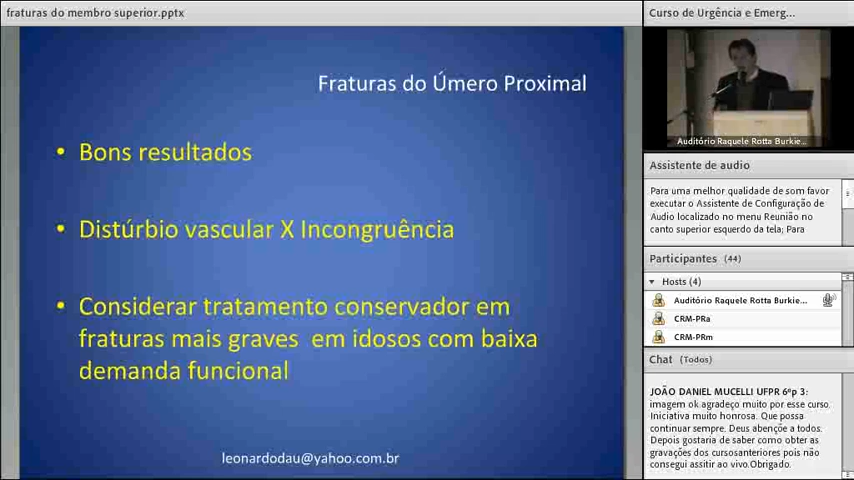 fraturas do membro superior.pptx
Fraturas do Úmero Proximal
• Bons resultados
• Distúrbio vascular X Incongruência
• Considerar tratamento conservador em
fraturas mais graves  em idosos com baixa
demanda funcional
leonardodau@yahoo.com.br
Curso de Urgência e Emerg...
Auditório Raquele Rotta Burkie...
Assistente de audio
Para uma melhor qualidade de som favor
executar o Assistente de Configuração de
Audio localizado no menu Reunião no
canto superior esquerdo da tela; Para
Participantes (44)
Hosts (4)
Auditório Raquele Rotta Burkie...
CRM-PRa
CRM-PRm
Chat (Todos)
JOÃO DANIEL MUCELLI UFPR 6ºp 3:
imagem ok agradeço muito por esse curso.
Iniciativa muito honrosa. Que possa
continuar sempre. Deus abençõe a todos.
Depois gostaria de saber como obter as
gravações dos cursosanteriores pois não
consegui assitir ao vivo.Obrigado.